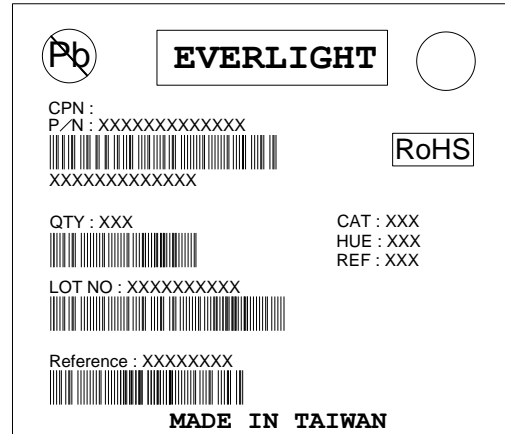 Pb
EVERLIGHT
CPN :
P/N : XXXXXXXXXXXXX
RoHS
XXXXXXXXXXXXX
QTY : XXX
CAT : XXX
HUE : XXX
REF : XXX
LOT NO : XXXXXXXXXX
Reference : XXXXXXXX
MADE IN TAIWAN